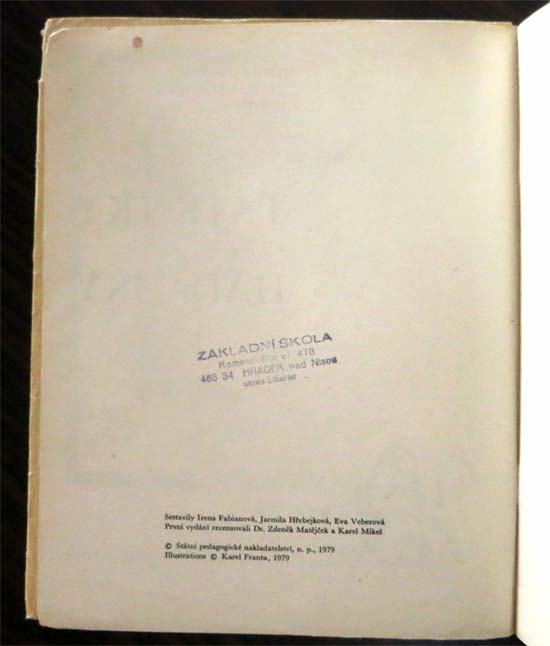 ZÁKLADNÍ ŠKOLA
Komenského ul. 478
463 34 HRÁDEK nad Nisou
okres Liberec
Sestavily Irena Fabianová, Jarmila Hřebejková, Eva Veberová
První vydání recenzovali Dr. Zdeněk Matějček a Karel Mikeš
© Státní pedagogické nakladatelství, n. p., 1979
Illustrations © Karel Franta, 1979